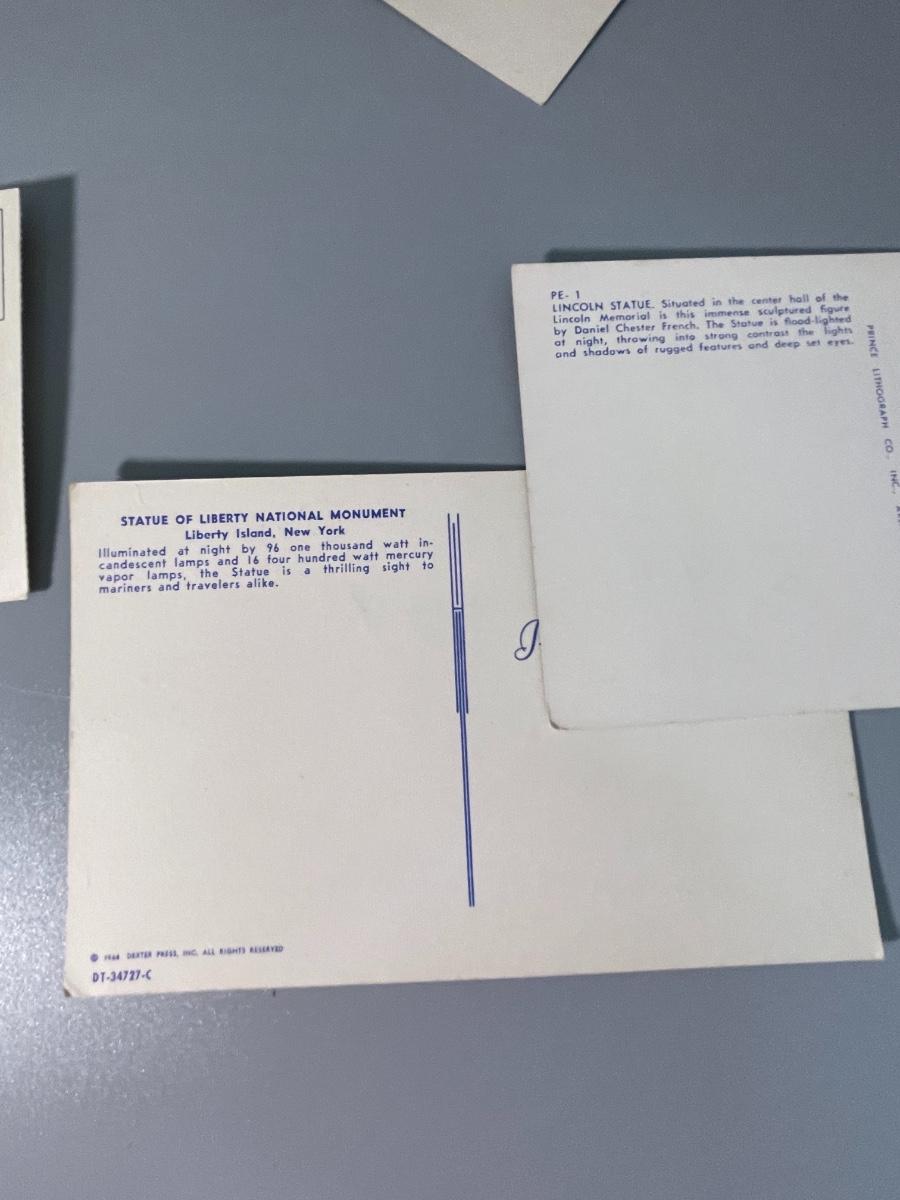 PE- 1
LINCOLN STATUE. Situated in the center hall of the
Lincoln Memorial is this immense sculptured figure
by Daniel Chester French. The Statue is flood-lighted
at night, throwing into strong contrast the lights
and shadows of rugged features and deep set eyes.
PRINCE LITHOGRAPH CO., INC.
STATUE OF LIBERTY NATIONAL MONUMENT
Liberty Island, New York
Illuminated at night by 96 one thousand watt in-
candescent lamps and 16 four hundred watt mercury
vapor lamps, the Statue is a thrilling sight to
mariners and travelers alike.
© 1964 DEXTER PRESS, INC. ALL RIGHTS RESERVED
DT-34727-C